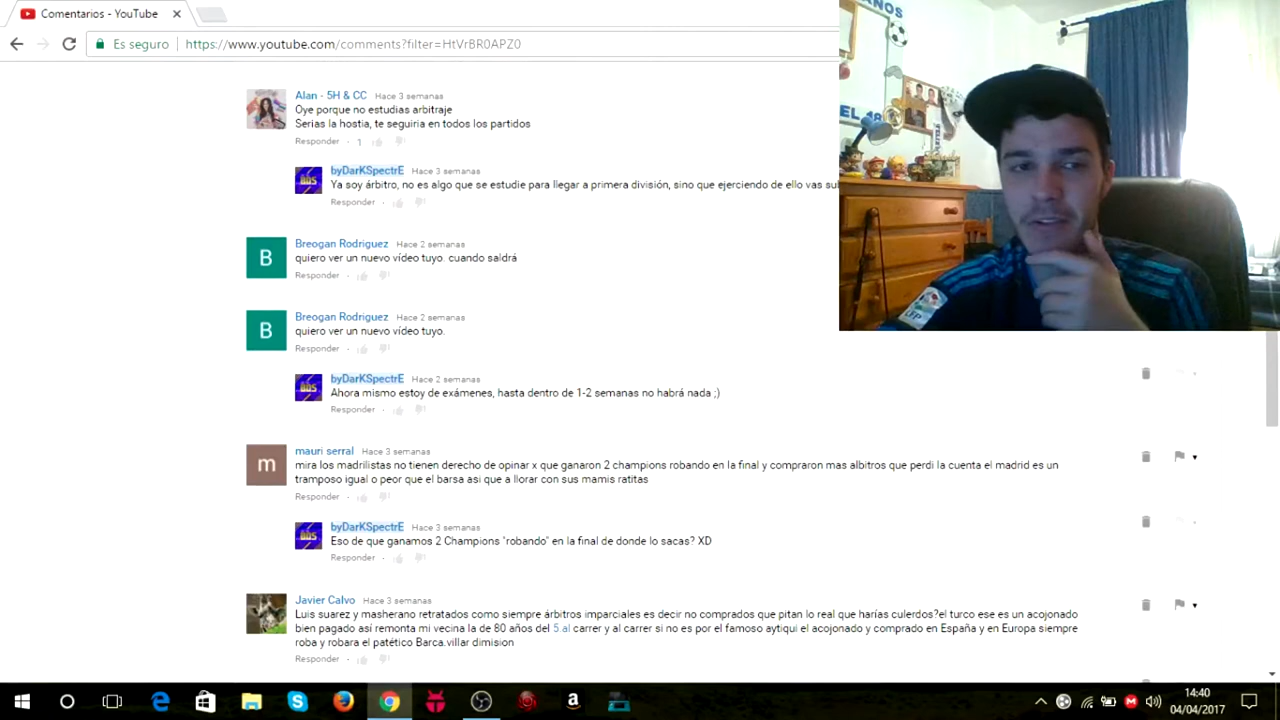 Comentarios - YouTube
Es seguro
https://www.youtube.com/comments?filter=HtVrBR0APZ0
Alan - 5H & CC Hace 3 semanas
Oye porque no estudias arbitraje
Serias la hostia, te seguiria en todos los partidos
Responder · 1
byDarKSpectrE Hace 3 semanas
Ya soy árbitro, no es algo que se estudie para llegar a primera división, sino que ejerciendo de ello vas sub
Responder ·
Breogan Rodriguez Hace 2 semanas
quiero ver un nuevo vídeo tuyo. cuando saldrá
Responder ·
Breogan Rodriguez Hace 2 semanas
quiero ver un nuevo vídeo tuyo.
Responder ·
byDarKSpectrE Hace 2 semanas
Ahora mismo estoy de exámenes, hasta dentro de 1-2 semanas no habrá nada ;)
Responder ·
mauri serral Hace 3 semanas
mira los madrilistas no tienen derecho de opinar x que ganaron 2 champions robando en la final y compraron mas albitros que perdi la cuenta el madrid es un
tramposo igual o peor que el barsa asi que a llorar con sus mamis ratitas
Responder ·
byDarKSpectrE Hace 3 semanas
Eso de que ganamos 2 Champions "robando" en la final de donde lo sacas? XD
Responder ·
Javier Calvo Hace 3 semanas
Luis suarez y masherano retratados como siempre árbitros imparciales es decir no comprados que pitan lo real que harías culerdos?el turco ese es un acojonado
bien pagado así remonta mi vecina la de 80 años del 5.al carrer y al carrer si no es por el famoso aytiqui el acojonado y comprado en España y en Europa siempre
roba y robara el patético Barca.villar dimision
Responder ·
B
B
m
BDS
BDS
BDS
EL 18
LFP
14:40
04/04/2017